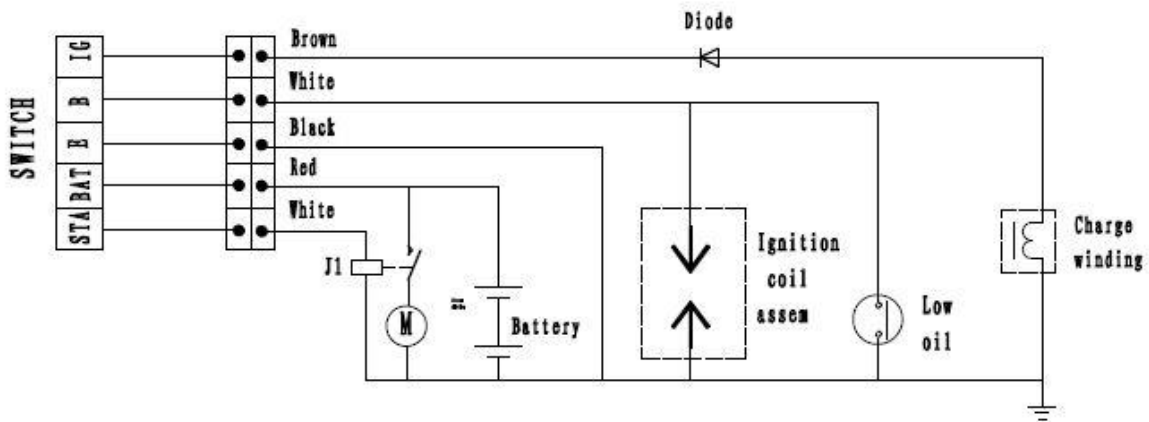 Diode
SWITCH
IG
B
E
BAT
STA
Brown
White
Black
Red
White
J1
M
Battery
Ignition
coil
assem
Low
oil
Charge
winding